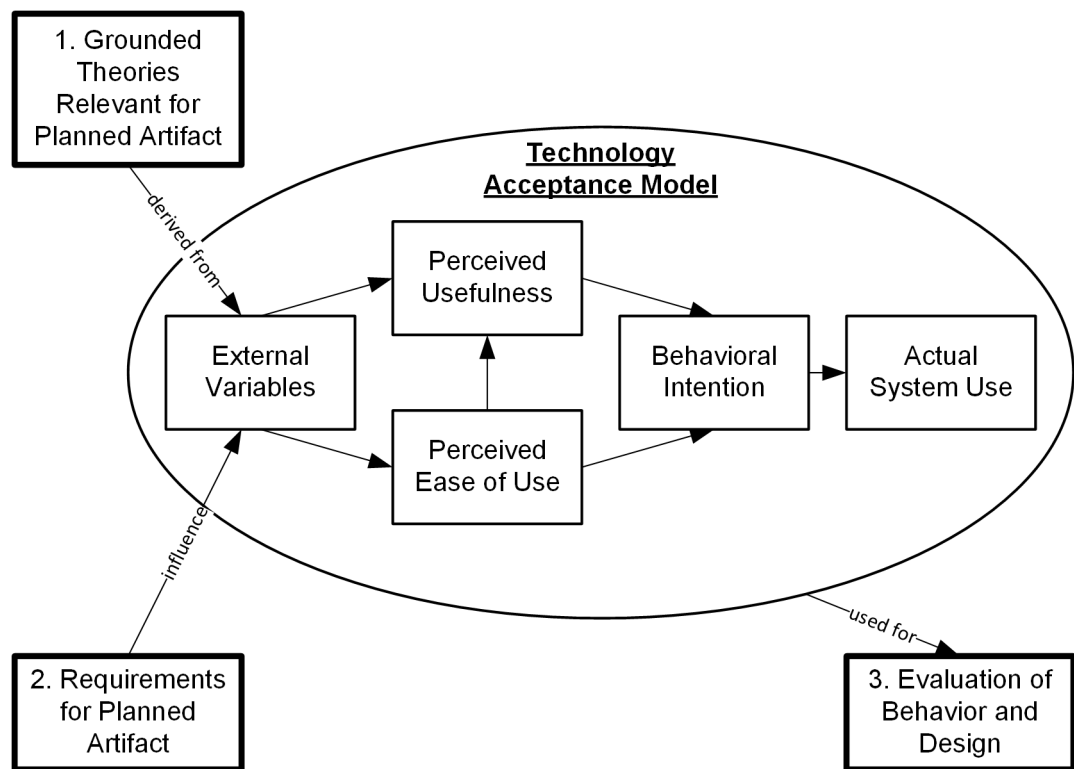 1. Grounded
Theories
Relevant for
Planned Artifact
derived from
Technology
Acceptance Model
Perceived
Usefulness
External
Variables
Behavioral
Intention
Actual
System Use
Perceived
Ease of Use
influence
used for
2. Requirements
for Planned
Artifact
3. Evaluation of
Behavior and
Design